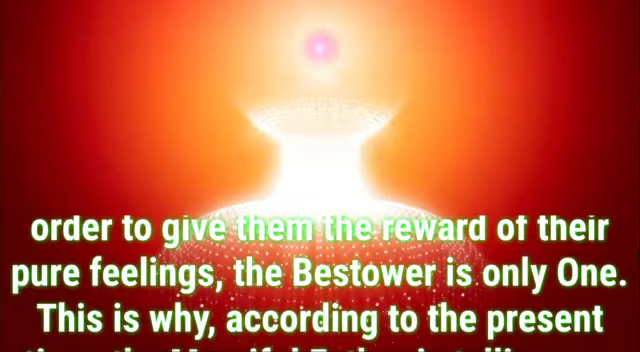 order to give them the reward of their
pure feelings, the Bestower is only One.
This is why, according to the present